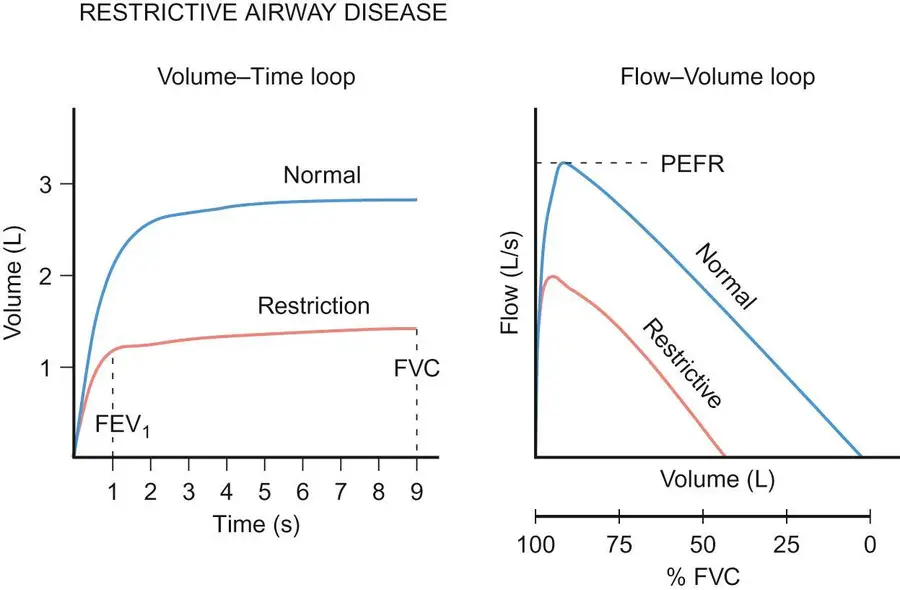 RESTRICTIVE AIRWAY DISEASE
Volume–Time loop
Volume (L)
3
2
1
Normal
Restriction
FEV1
FVC
1 2 3 4 5 6 7 8 9
Time (s)
Flow–Volume loop
Flow (L/s)
PEFR
Normal
Restrictive
Volume (L)
100 75 50 25 0
% FVC